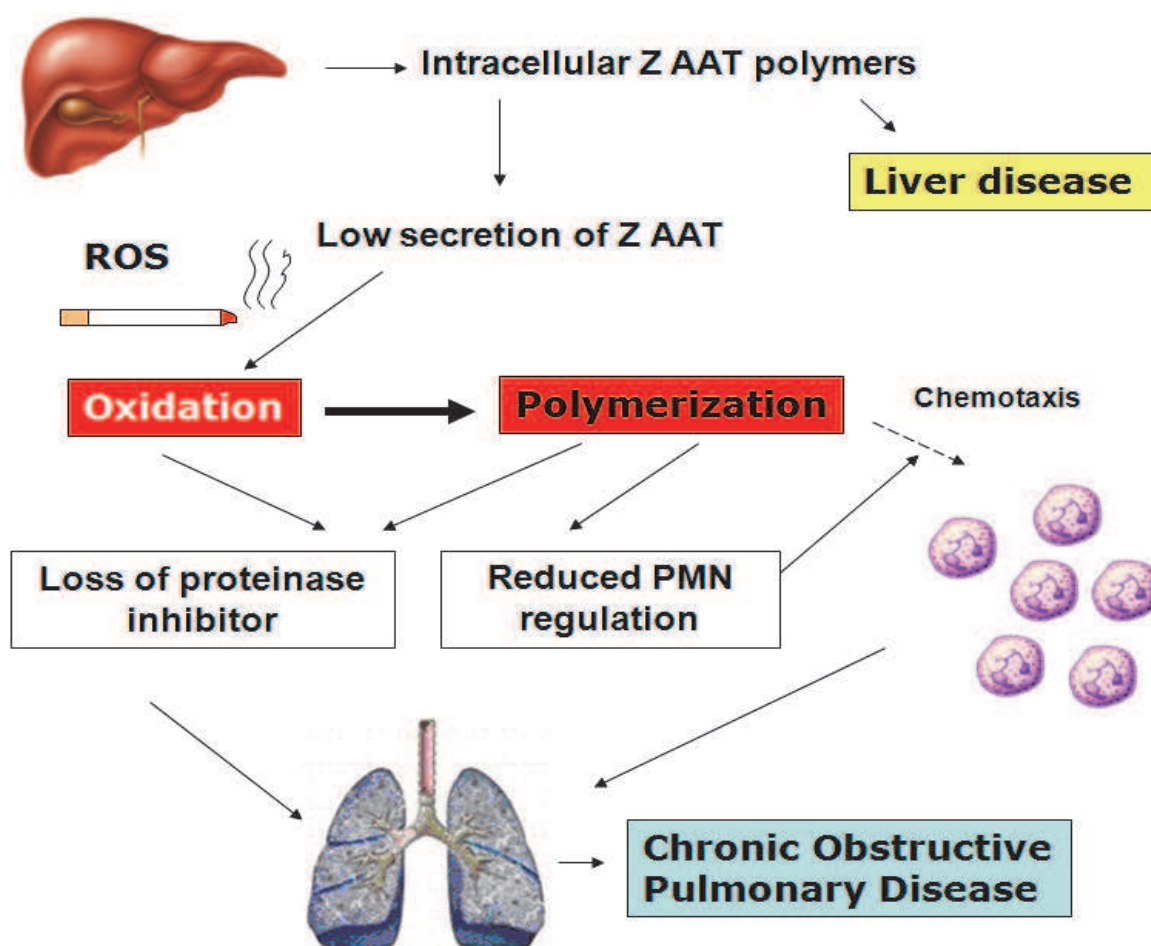 Intracellular Z AAT polymers
Liver disease
Low secretion of Z AAT
ROS
Oxidation
Polymerization
Chemotaxis
Loss of proteinase
inhibitor
Reduced PMN
regulation
Chronic Obstructive
Pulmonary Disease